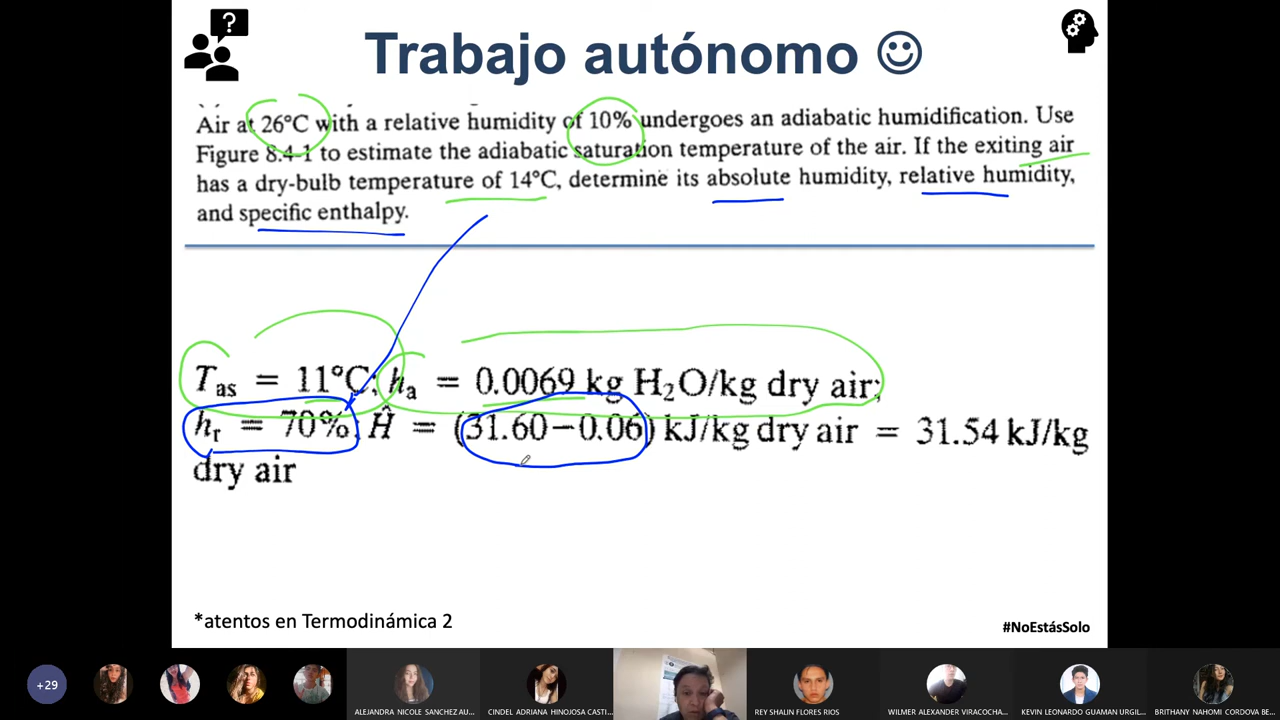 Trabajo autónomo
Air at 26°C with a relative humidity of 10% undergoes an adiabatic humidification. Use
Figure 8.4-1 to estimate the adiabatic saturation temperature of the air. If the exiting air
has a dry-bulb temperature of 14°C, determine its absolute humidity, relative humidity,
and specific enthalpy.
Tas = 11°C, ha = 0.0069 kg H2O/kg dry air;
hr = 70%, Ĥ = (31.60−0.06) kJ/kg dry air = 31.54 kJ/kg
dry air
*atentos en Termodinámica 2
#NoEstásSolo
+29
ALEJANDRA NICOLE SANCHEZ AU...
CINDEL ADRIANA HINOJOSA CASTI...
REY SHALIN FLORES RIOS
WILMER ALEXANDER VIRACOCHA...
KEVIN LEONARDO GUAMAN URGIL...
BRITHANY NAHOMI CORDOVA BE...